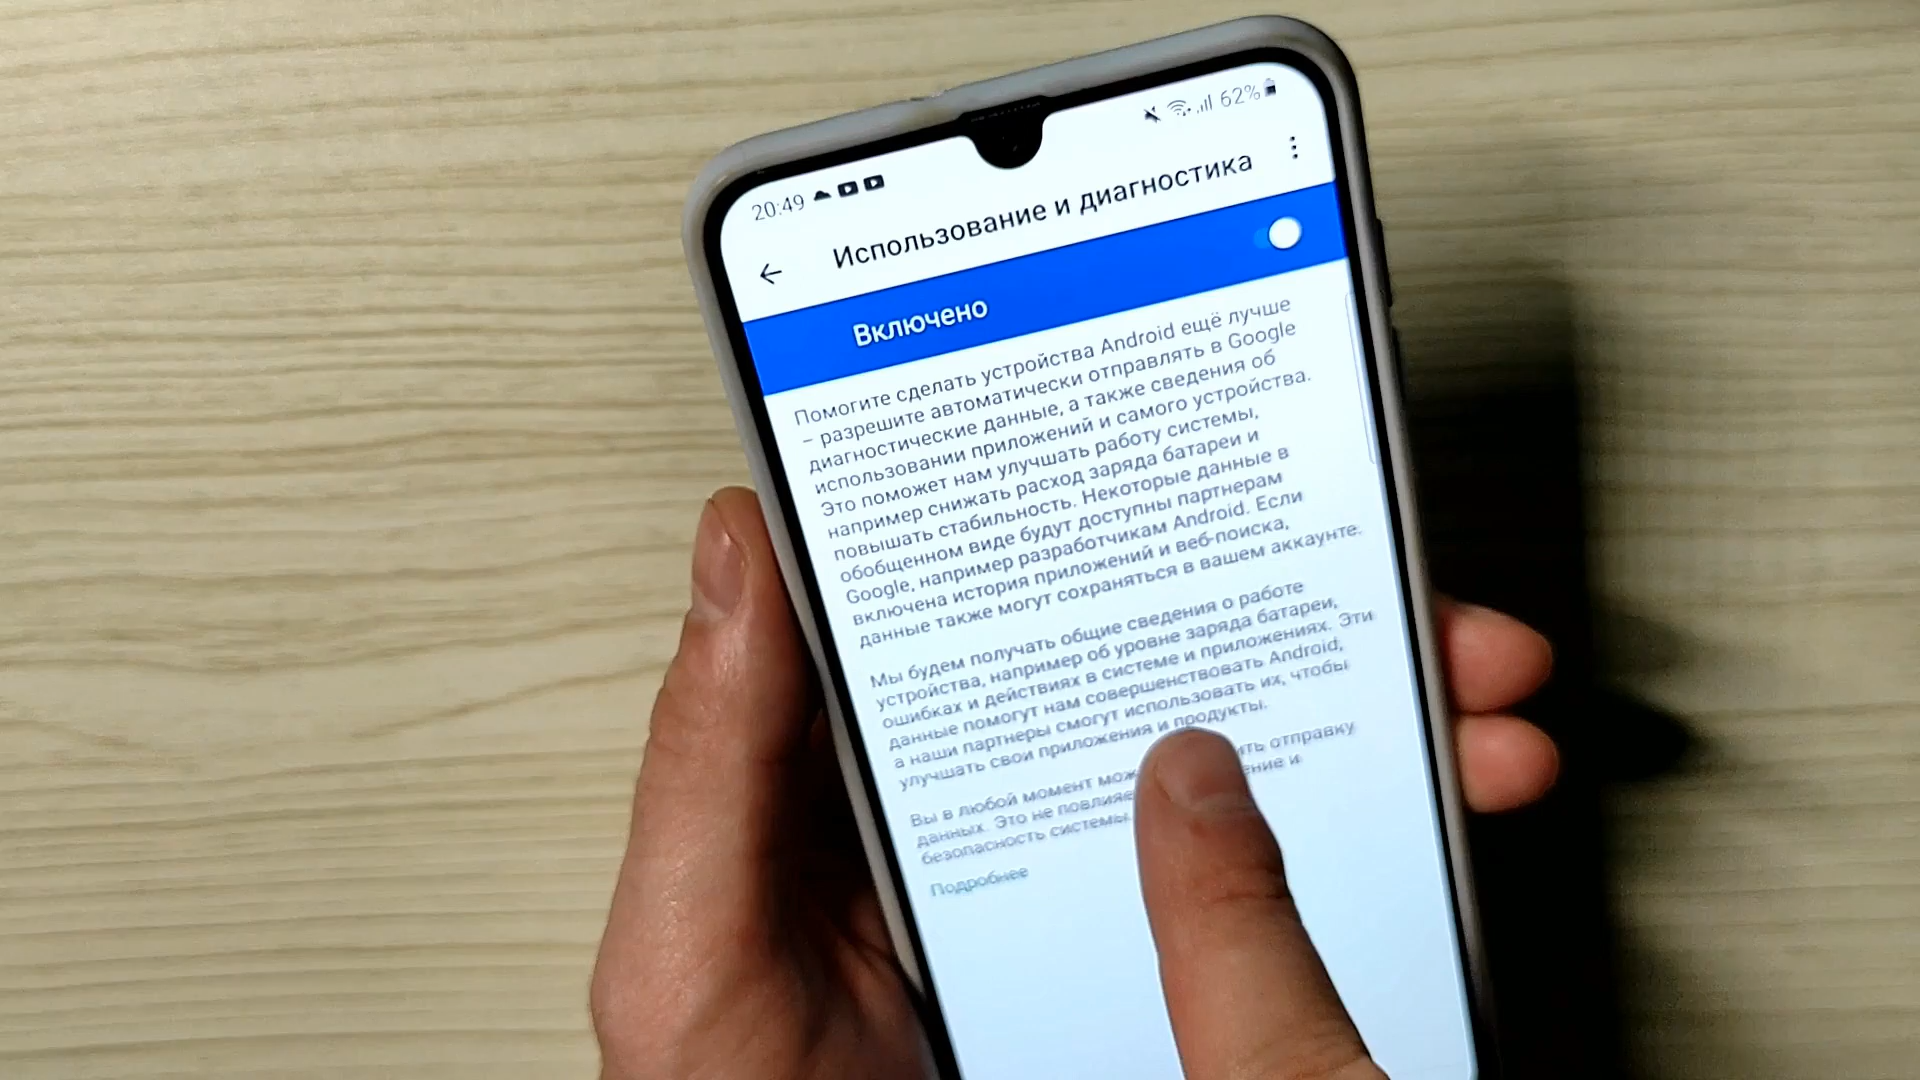 20:49
62%
Использование и диагностика
Включено
Помогите сделать устройства Android ещё лучше
– разрешите автоматически отправлять в Google
диагностические данные, а также сведения об
использовании приложений и самого устройства.
Это поможет нам улучшать работу системы,
например снижать расход заряда батареи и
повышать стабильность. Некоторые данные в
обобщенном виде будут доступны партнерам
Google, например разработчикам Android. Если
включена история приложений и веб-поиска,
данные также могут сохраняться в вашем аккаунте.
Мы будем получать общие сведения о работе
устройства, например об уровне заряда батареи,
ошибках и действиях в системе и приложениях. Эти
данные помогут нам совершенствовать Android,
а наши партнеры смогут использовать их, чтобы
улучшать свои приложения и продукты.
Вы в любой момент отправку
данных. Это не и
безопасность системы.
Подробнее